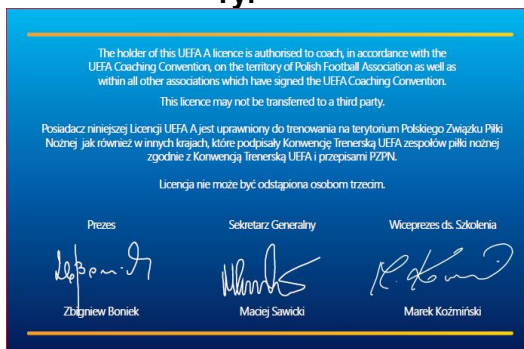 The holder of this UEFA A licence is authorised to coach, in accordance with the
UEFA Coaching Convention, on the territory of Polish Football Association as well as
within all other associations which have signed the UEFA Coaching Convention.
This licence may not be transferred to a third party.
Posiadacz niniejszej Licencji UEFA A jest uprawniony do trenowania na terytorium Polskiego Związku Piłki
Nożnej jak również w innych krajach, które podpisały Konwencję Trenerską UEFA zespołów piłki nożnej
zgodnie z Konwencją Trenerską UEFA i przepisami PZPN.
Licencja nie może być odstąpiona osobom trzecim.
Prezes Sekretarz Generalny Wiceprezes ds. Szkolenia
Zbigniew Boniek Maciej Sawicki Marek Koźmiński